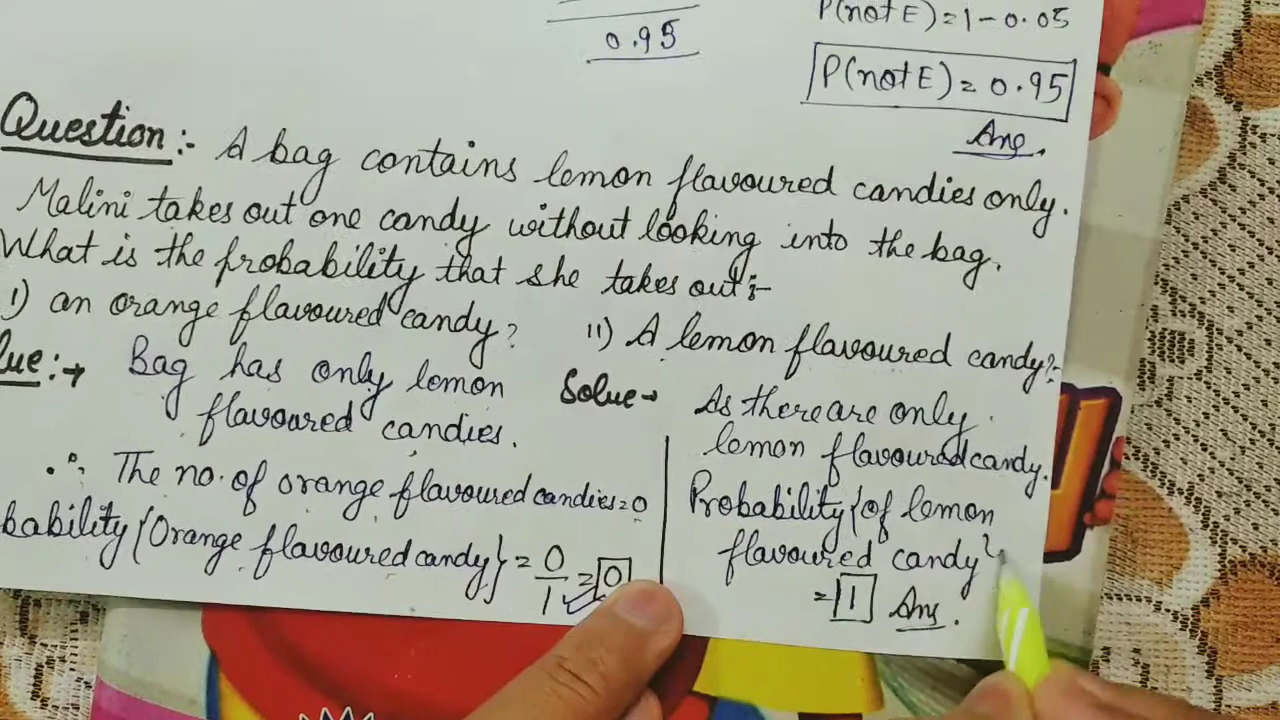 0.95
P(not E) = 1 - 0.05
P(not E) = 0.95
Ans.
Question:- A bag contains lemon flavoured candies only.
Malini takes out one candy without looking into the bag.
What is the probability that she takes out:-
1) an orange flavoured candy?
11) A lemon flavoured candy?:-
lue:→ Bag has only lemon
flavoured candies.
∴ The no. of orange flavoured candies = 0
bability {Orange flavoured candy} = 0/1 = 0
Solue→ As there are only
lemon flavoured candy.
Probability {of lemon
flavoured candy}
= 1 Ans.